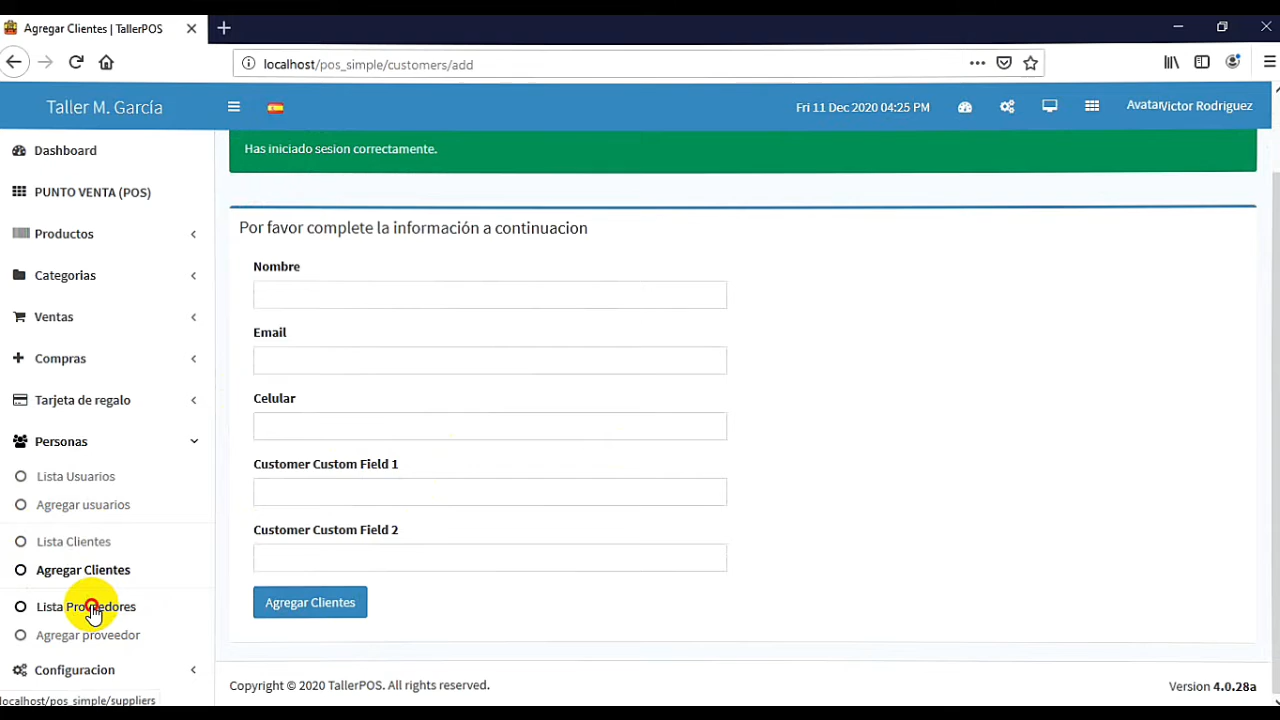 Agregar Clientes | TallerPOS
localhost/pos_simple/customers/add
Taller M. García
Fri 11 Dec 2020 04:25 PM
AvatarVictor Rodriguez
Dashboard
PUNTO VENTA (POS)
Productos
Categorias
Ventas
Compras
Tarjeta de regalo
Personas
Lista Usuarios
Agregar usuarios
Lista Clientes
Agregar Clientes
Lista Proveedores
Agregar proveedor
Configuracion
localhost/pos_simple/suppliers
Has iniciado sesion correctamente.
Por favor complete la información a continuacion
Nombre
Email
Celular
Customer Custom Field 1
Customer Custom Field 2
Agregar Clientes
Copyright © 2020 TallerPOS. All rights reserved.
Version 4.0.28a